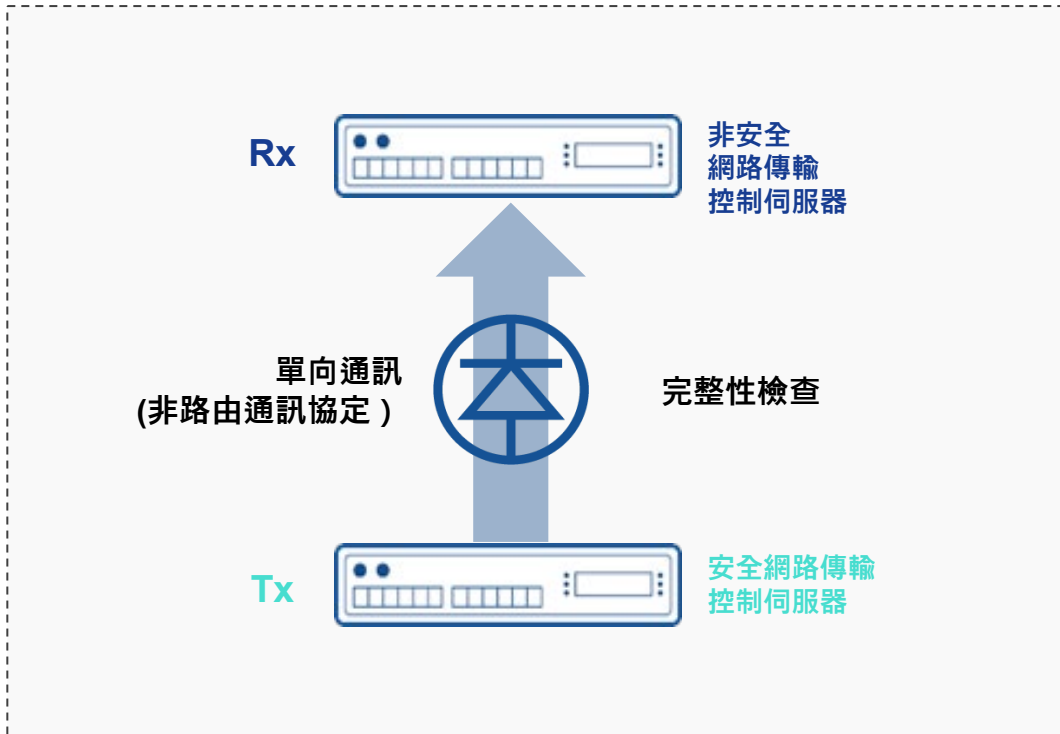 Rx
非安全
網路傳輸
控制伺服器
單向通訊
(非路由通訊協定 )
完整性檢查
Tx
安全網路傳輸
控制伺服器